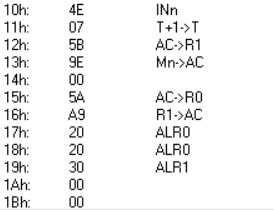 10h: 4E INn
11h: 07 T+1->T
12h: 5B AC->R1
13h: 9E Mn->AC
14h: 00
15h: 5A AC->R0
16h: A9 R1->AC
17h: 20 ALR0
18h: 20 ALR0
19h: 30 ALR1
1Ah: 00
1Bh: 00